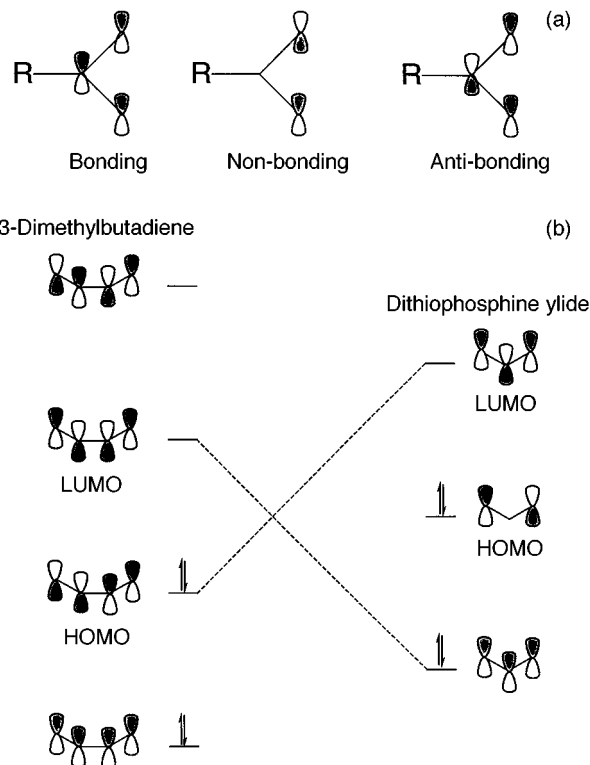 (a)
R R R
Bonding Non-bonding Anti-bonding
3-Dimethylbutadiene
(b)
Dithiophosphine ylide
LUMO
LUMO
HOMO
HOMO